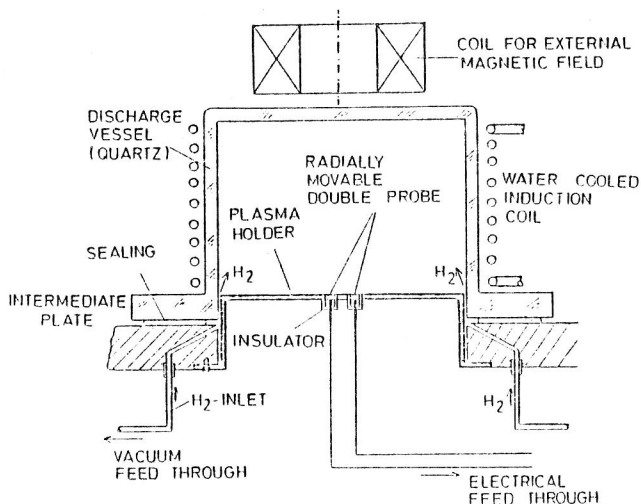 COIL FOR EXTERNAL
MAGNETIC FIELD
DISCHARGE
VESSEL
(QUARTZ)
RADIALLY
MOVABLE
DOUBLE PROBE
WATER COOLED
INDUCTION
COIL
PLASMA
HOLDER
SEALING
H2
H2
INTERMEDIATE
PLATE
INSULATOR
H2-INLET
H2
VACUUM
FEED THROUGH
ELECTRICAL
FEED THROUGH